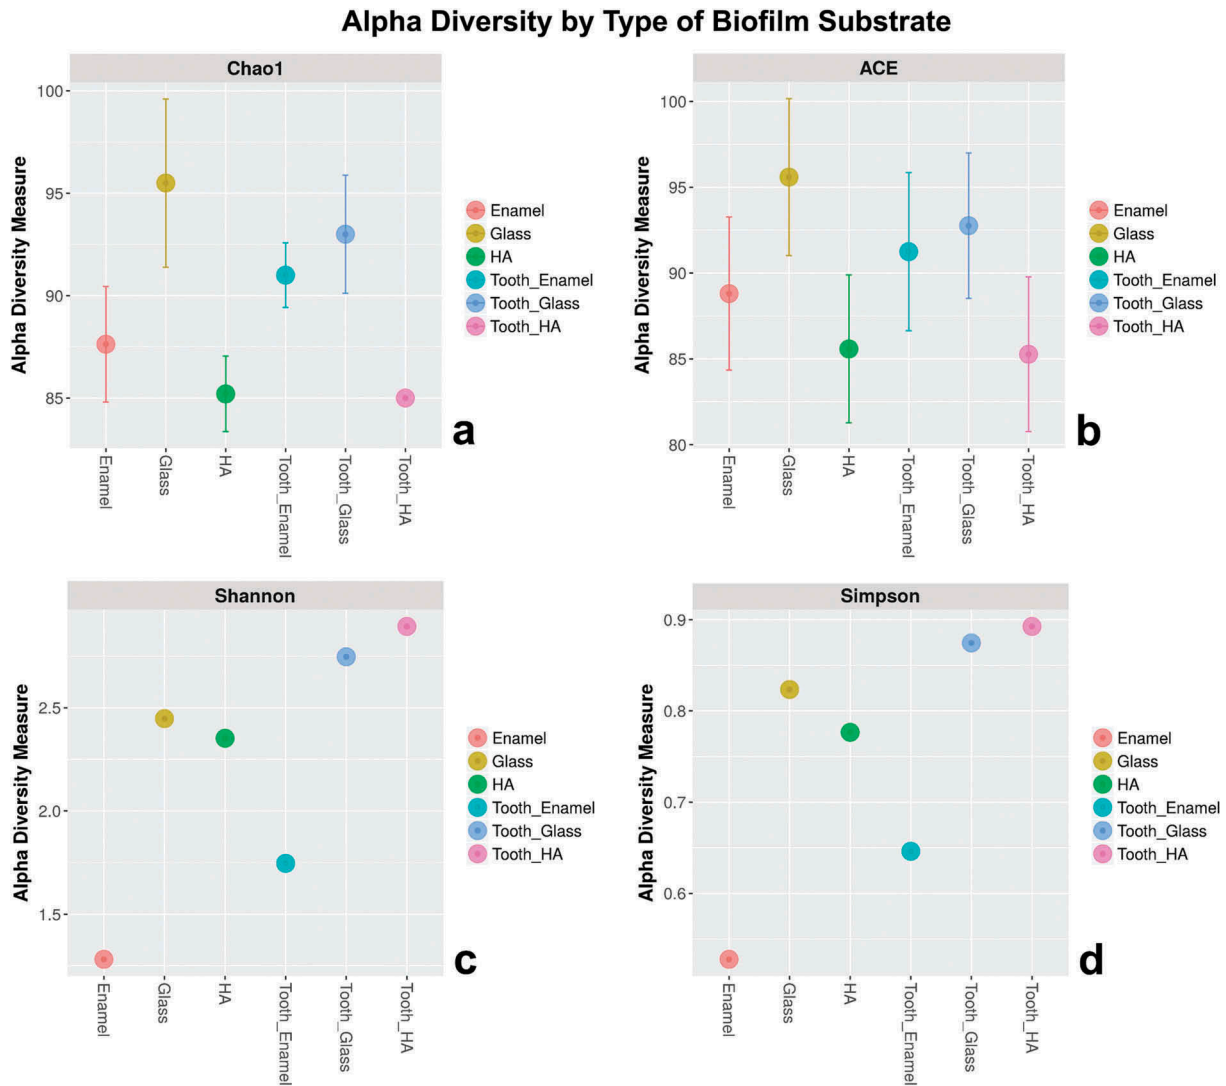 Alpha Diversity by Type of Biofilm Substrate
Chao1
Alpha Diversity Measure
100
95
90
85
Enamel
Glass
HA
Tooth_Enamel
Tooth_Glass
Tooth_HA
Enamel
Glass
HA
Tooth_Enamel
Tooth_Glass
Tooth_HA
a
ACE
Alpha Diversity Measure
100
95
90
85
80
Enamel
Glass
HA
Tooth_Enamel
Tooth_Glass
Tooth_HA
Enamel
Glass
HA
Tooth_Enamel
Tooth_Glass
Tooth_HA
b
Shannon
Alpha Diversity Measure
2.5
2.0
1.5
Enamel
Glass
HA
Tooth_Enamel
Tooth_Glass
Tooth_HA
Enamel
Glass
HA
Tooth_Enamel
Tooth_Glass
Tooth_HA
c
Simpson
Alpha Diversity Measure
0.9
0.8
0.7
0.6
Enamel
Glass
HA
Tooth_Enamel
Tooth_Glass
Tooth_HA
Enamel
Glass
HA
Tooth_Enamel
Tooth_Glass
Tooth_HA
d